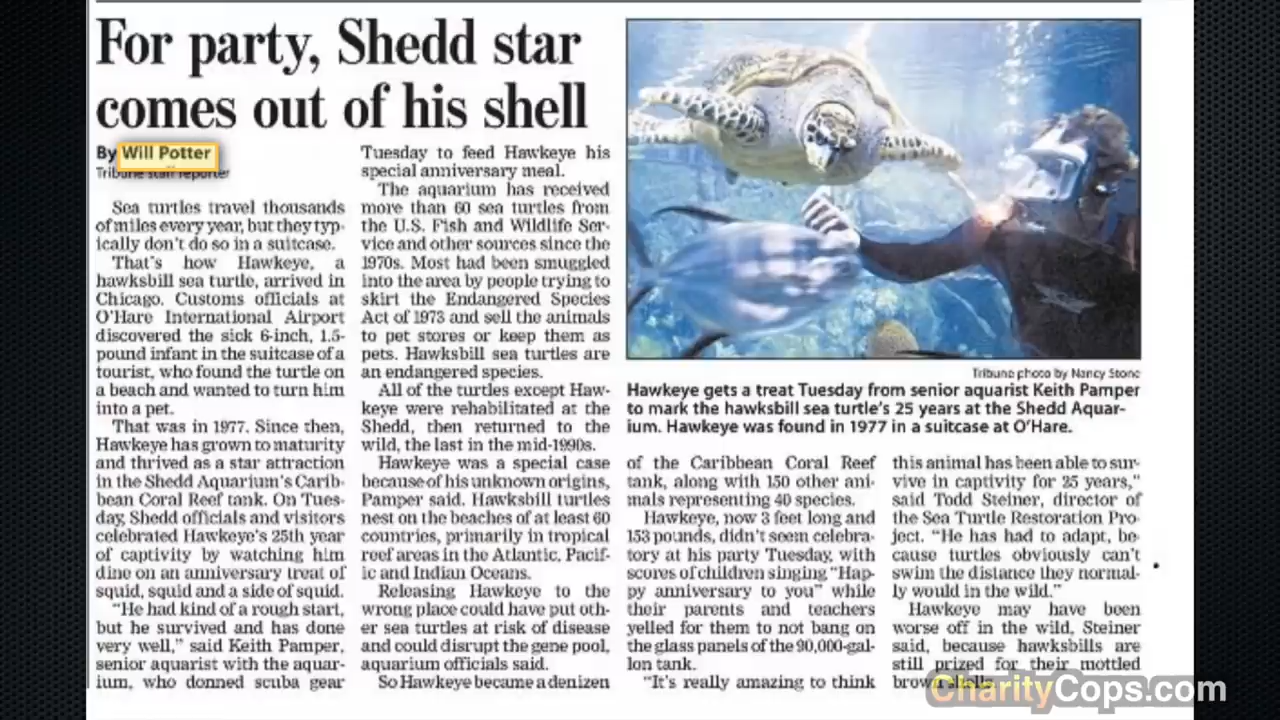 For party, Shedd star
comes out of his shell
By Will Potter
Tribune staff reporter
Sea turtles travel thousands
of miles every year, but they typ-
ically don't do so in a suitcase.
That's how Hawkeye, a
hawksbill sea turtle, arrived in
Chicago. Customs officials at
O'Hare International Airport
discovered the sick 6-inch, 1.5-
pound infant in the suitcase of a
tourist, who found the turtle on
a beach and wanted to turn him
into a pet.
That was in 1977. Since then,
Hawkeye has grown to maturity
and thrived as a star attraction
in the Shedd Aquarium's Carib-
bean Coral Reef tank. On Tues-
day, Shedd officials and visitors
celebrated Hawkeye's 25th year
of captivity by watching him
dine on an anniversary treat of
squid, squid and a side of squid.
"He had kind of a rough start,
but he survived and has done
very well," said Keith Pamper,
senior aquarist with the aquar-
ium, who donned scuba gear
Tuesday to feed Hawkeye his
special anniversary meal.
The aquarium has received
more than 60 sea turtles from
the U.S. Fish and Wildlife Ser-
vice and other sources since the
1970s. Most had been smuggled
into the area by people trying to
skirt the Endangered Species
Act of 1973 and sell the animals
to pet stores or keep them as
pets. Hawksbill sea turtles are
an endangered species.
All of the turtles except Haw-
keye were rehabilitated at the
Shedd, then returned to the
wild, the last in the mid-1990s.
Hawkeye was a special case
because of his unknown origins,
Pamper said. Hawksbill turtles
nest on the beaches of at least 60
countries, primarily in tropical
reef areas in the Atlantic, Pacif-
ic and Indian Oceans.
Releasing Hawkeye to the
wrong place could have put oth-
er sea turtles at risk of disease
and could disrupt the gene pool,
aquarium officials said.
So Hawkeye became a denizen
Tribune photo by Nancy Stone
Hawkeye gets a treat Tuesday from senior aquarist Keith Pamper
to mark the hawksbill sea turtle's 25 years at the Shedd Aquar-
ium. Hawkeye was found in 1977 in a suitcase at O'Hare.
of the Caribbean Coral Reef
tank, along with 150 other ani-
mals representing 40 species.
Hawkeye, now 3 feet long and
153 pounds, didn't seem celebra-
tory at his party Tuesday, with
scores of children singing "Hap-
py anniversary to you" while
their parents and teachers
yelled for them to not bang on
the glass panels of the 90,000-gal-
lon tank.
"It's really amazing to think
this animal has been able to sur-
vive in captivity for 25 years,"
said Todd Steiner, director of
the Sea Turtle Restoration Pro-
ject. "He has had to adapt, be-
cause turtles obviously can't
swim the distance they normal-
ly would in the wild."
Hawkeye may have been
worse off in the wild, Steiner
said, because hawksbills are
still prized for their mottled
brown shells.
CharityCops.com